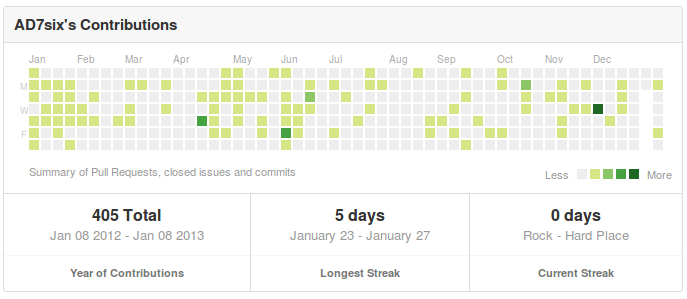 AD7six's Contributions
Jan Feb Mar Apr May Jun Jul Aug Sep Oct Nov Dec
M
W
F
Summary of Pull Requests, closed issues and commits
Less More
405 Total 5 days 0 days
Jan 08 2012 - Jan 08 2013 January 23 - January 27 Rock - Hard Place
Year of Contributions Longest Streak Current Streak